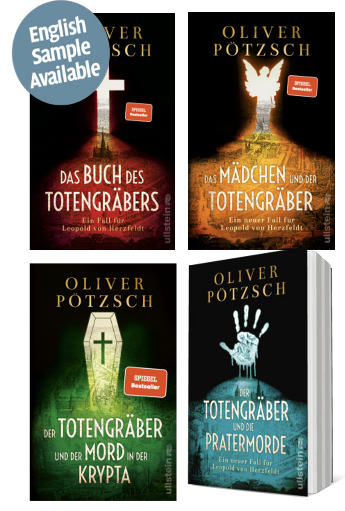 English
Sample
Available
OLIVER
PÖTZSCH
SPIEGEL
Bestseller
DAS BUCH DES
TOTENGRÄBERS
Ein Fall für
Leopold von Herzfeldt
ullstein
OLIVER
PÖTZSCH
SPIEGEL
Bestseller
DAS MÄDCHEN UND DER
TOTENGRÄBER
Ein neuer Fall für
Leopold von Herzfeldt
ullstein
OLIVER
PÖTZSCH
SPIEGEL
Bestseller
DER TOTENGRÄBER
UND DER MORD IN DER
KRYPTA
ullstein
OLIVER
PÖTZSCH
DER
TOTENGRÄBER
UND DIE
PRATERMORDE
Ein neuer Fall für
Leopold von Herzfeldt
ullstein